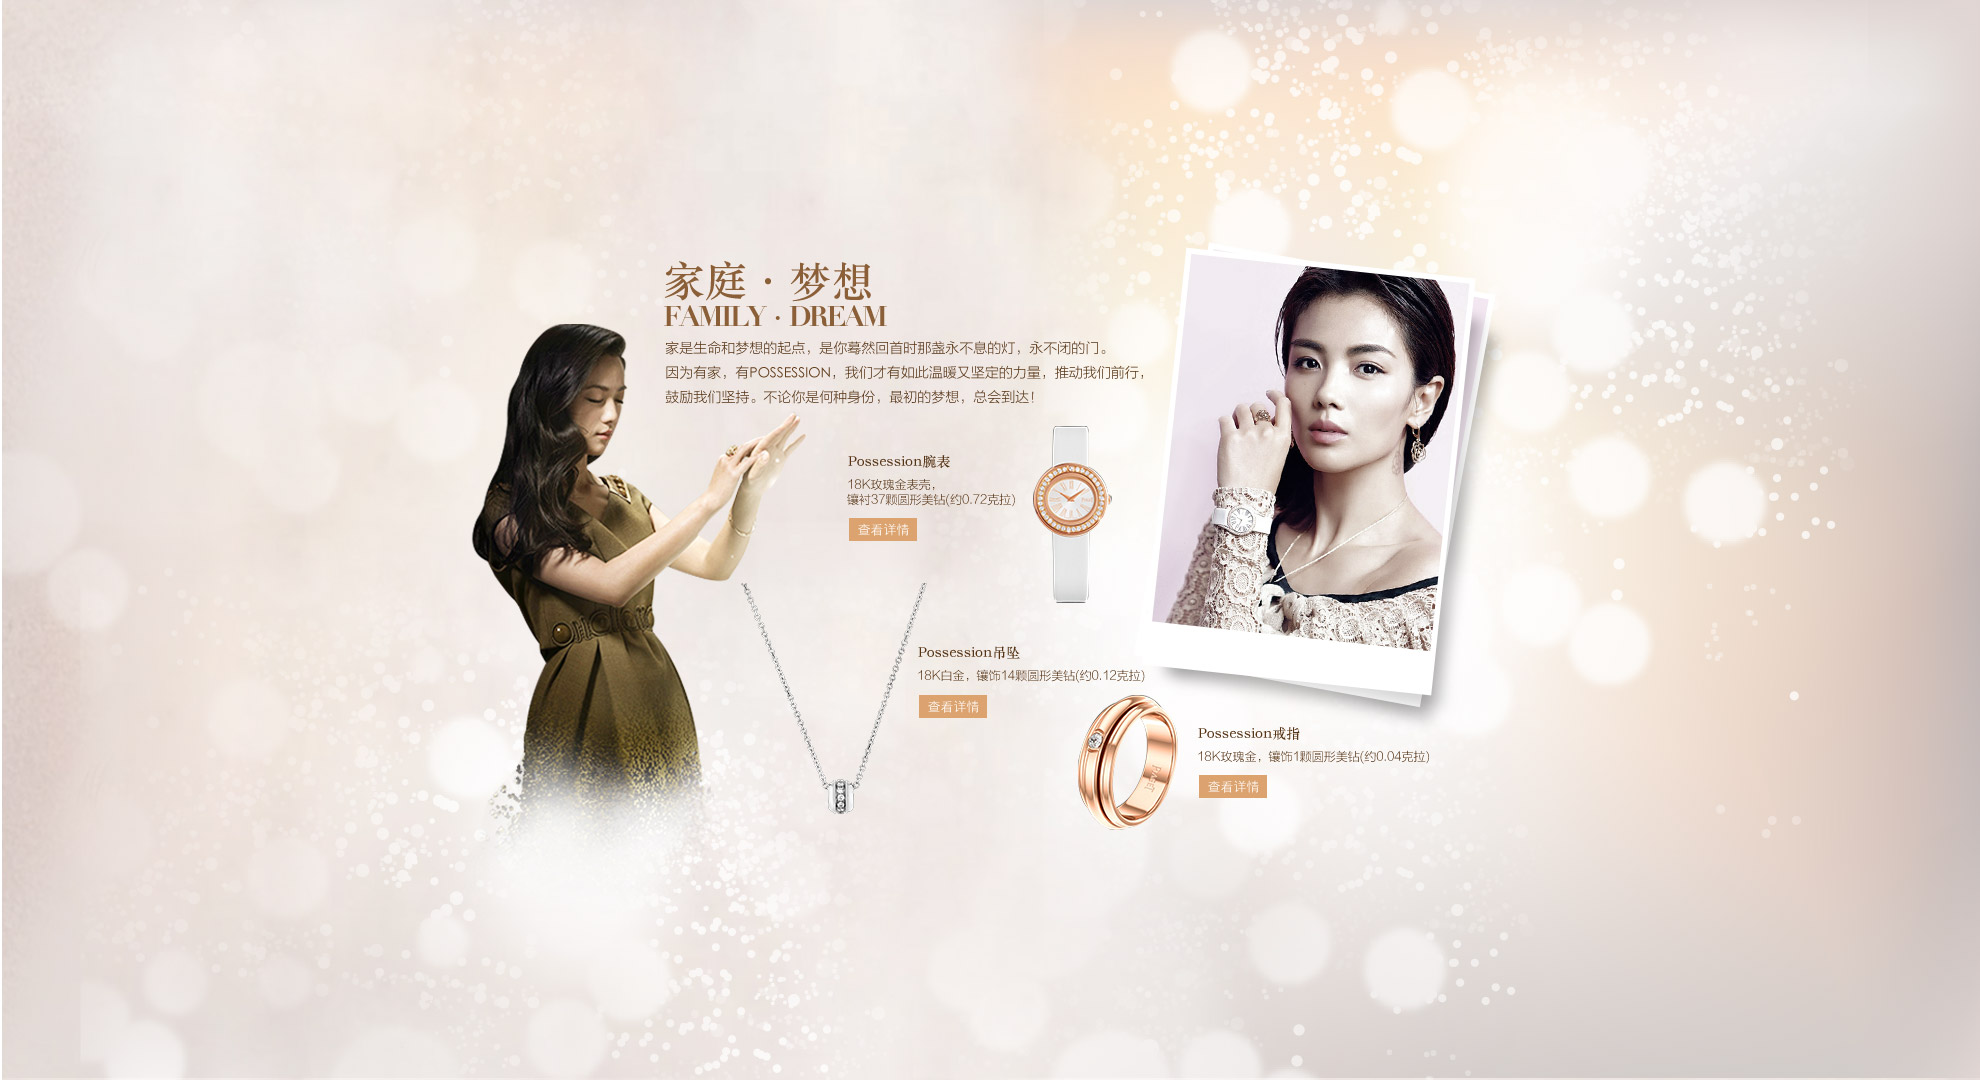 家庭 · 梦想
FAMILY · DREAM
家是生命和梦想的起点，是你蓦然回首时那盏永不息的灯，永不闭的门。
因为有家，有POSSESSION，我们才有如此温暖又坚定的力量，推动我们前行，
鼓励我们坚持。不论你是何种身份，最初的梦想，总会到达！
Possession腕表
18K玫瑰金表壳，
镶衬37颗圆形美钻(约0.72克拉)
查看详情
Possession吊坠
18K白金，镶饰14颗圆形美钻(约0.12克拉)
查看详情
Possession戒指
18K玫瑰金，镶饰1颗圆形美钻(约0.04克拉)
查看详情